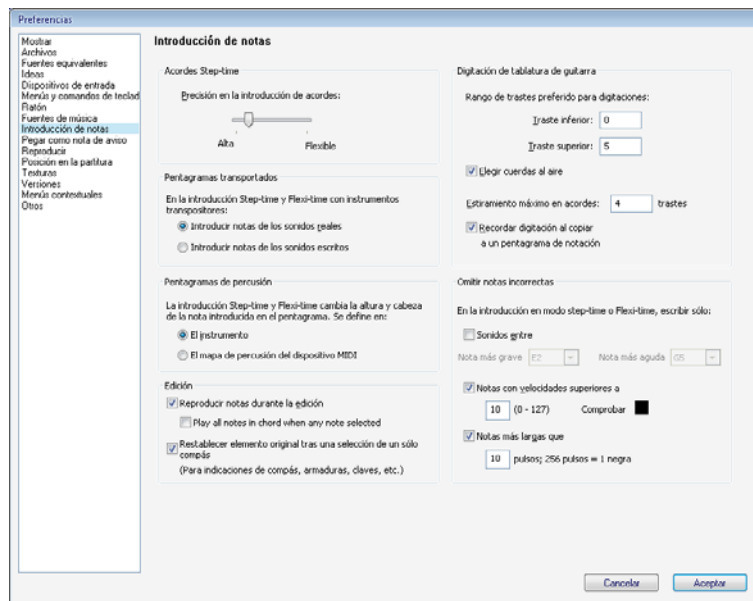 Preferencias
Mostrar
Archivos
Fuentes equivalentes
Ideas
Dispositivos de entrada
Menús y comandos de teclad
Ratón
Fuentes de música
Introducción de notas
Pegar como nota de aviso
Reproducir
Posición en la partitura
Texturas
Versiones
Menús contextuales
Otros
Introducción de notas
Acordes Step-time
Precisión en la introducción de acordes:
Alta
Flexible
Pentagramas transportados
En la introducción Step-time y Flexi-time con instrumentos
transpositores:
Introducir notas de los sonidos reales
Introducir notas de los sonidos escritos
Pentagramas de percusión
La introducción Step-time y Flexi-time cambia la altura y cabeza
de la nota introducida en el pentagrama. Se define en:
El instrumento
El mapa de percusión del dispositivo MIDI
Edición
Reproducir notas durante la edición
Play all notes in chord when any note selected
Restablecer elemento original tras una selección de un sólo
compás
(Para indicaciones de compás, armaduras, claves, etc.)
Digitación de tablatura de guitarra
Rango de trastes preferido para digitaciones:
Traste inferior: 0
Traste superior: 5
Elegir cuerdas al aire
Estiramiento máximo en acordes: 4 trastes
Recordar digitación al copiar
a un pentagrama de notación
Omitir notas incorrectas
En la introducción en modo step-time o Flexi-time, escribir sólo:
Sonidos entre
Nota más grave E2 Nota más aguda G5
Notas con velocidades superiores a
10 (0 - 127) Comprobar
Notas más largas que
10 pulsos; 256 pulsos = 1 negra
Cancelar
Aceptar